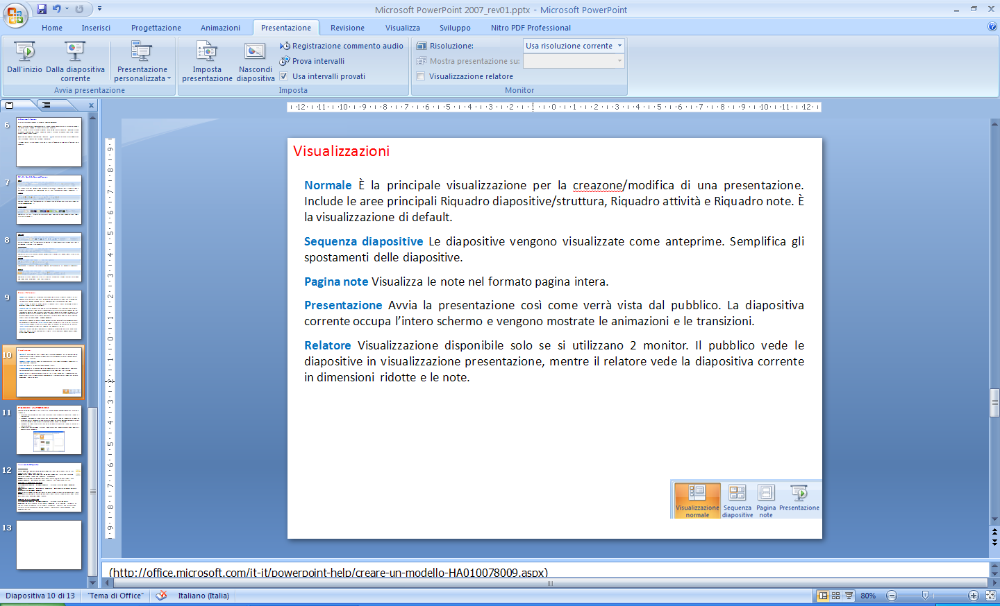 Microsoft PowerPoint 2007_rev01.pptx - Microsoft PowerPoint
Home Inserisci Progettazione Animazioni Presentazione Revisione Visualizza Sviluppo Nitro PDF Professional
Dall'inizio
Dalla diapositiva corrente
Presentazione personalizzata
Avvia presentazione
Imposta presentazione
Nascondi diapositiva
Registrazione commento audio
Prova intervalli
Usa intervalli provati
Imposta
Risoluzione: Usa risoluzione corrente
Mostra presentazione su:
Visualizzazione relatore
Monitor
6
7
8
9
10
11
12
13
Visualizzazioni
Normale È la principale visualizzazione per la creazone/modifica di una presentazione.
Include le aree principali Riquadro diapositive/struttura, Riquadro attività e Riquadro note. È
la visualizzazione di default.
Sequenza diapositive Le diapositive vengono visualizzate come anteprime. Semplifica gli
spostamenti delle diapositive.
Pagina note Visualizza le note nel formato pagina intera.
Presentazione Avvia la presentazione così come verrà vista dal pubblico. La diapositiva
corrente occupa l’intero schermo e vengono mostrate le animazioni e le transizioni.
Relatore Visualizzazione disponibile solo se si utilizzano 2 monitor. Il pubblico vede le
diapositive in visualizzazione presentazione, mentre il relatore vede la diapositiva corrente
in dimensioni ridotte e le note.
Visualizzazione normale
Sequenza diapositive
Pagina note
Presentazione
(http://office.microsoft.com/it-it/powerpoint-help/creare-un-modello-HA010078009.aspx)
Diapositiva 10 di 13 "Tema di Office" Italiano (Italia) 80%